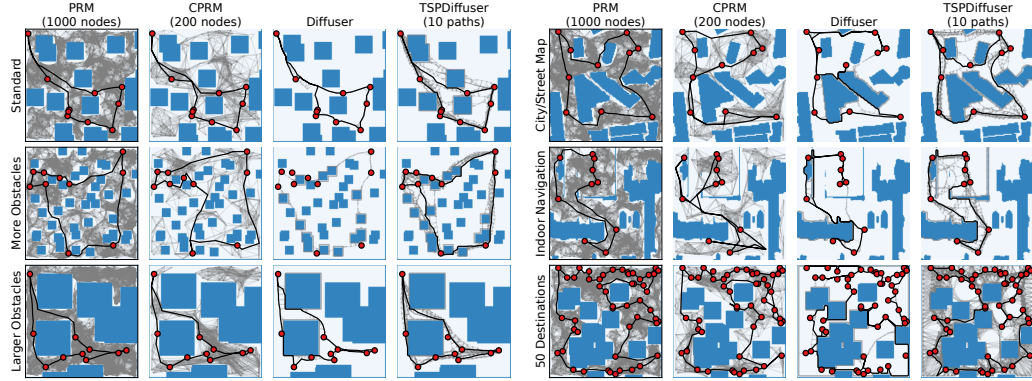 PRM
(1000 nodes)
CPRM
(200 nodes)
Diffuser
TSPDiffuser
(10 paths)
PRM
(1000 nodes)
CPRM
(200 nodes)
Diffuser
TSPDiffuser
(10 paths)
Standard
More Obstacles
Larger Obstacles
City/Street Map
Indoor Navigation
50 Destinations